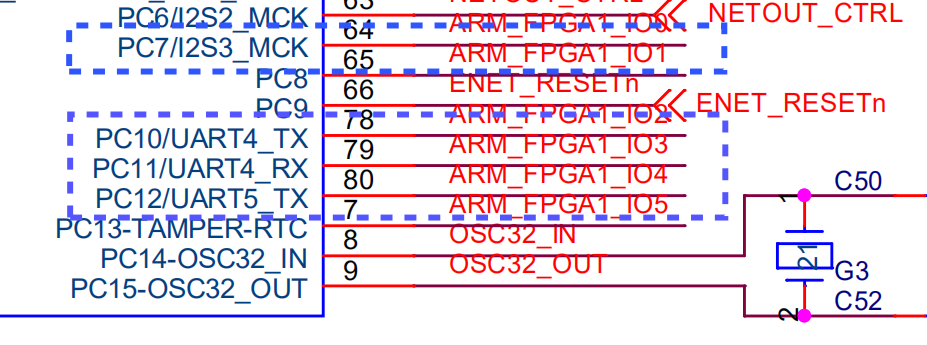 63 NETOUT_CTRL NETOUT_CTRL
PC6/I2S2_MCK 64 ARM_FPGA1_IO0
PC7/I2S3_MCK 65 ARM_FPGA1_IO1
PC8 66 ENET_RESETn ENET_RESETn
PC9 78 ARM_FPGA1_IO2
PC10/UART4_TX 79 ARM_FPGA1_IO3
PC11/UART4_RX 80 ARM_FPGA1_IO4
PC12/UART5_TX 7 ARM_FPGA1_IO5
PC13-TAMPER-RTC 8 OSC32_IN
PC14-OSC32_IN 9 OSC32_OUT
PC15-OSC32_OUT
1 C50
21 G3
2 C52